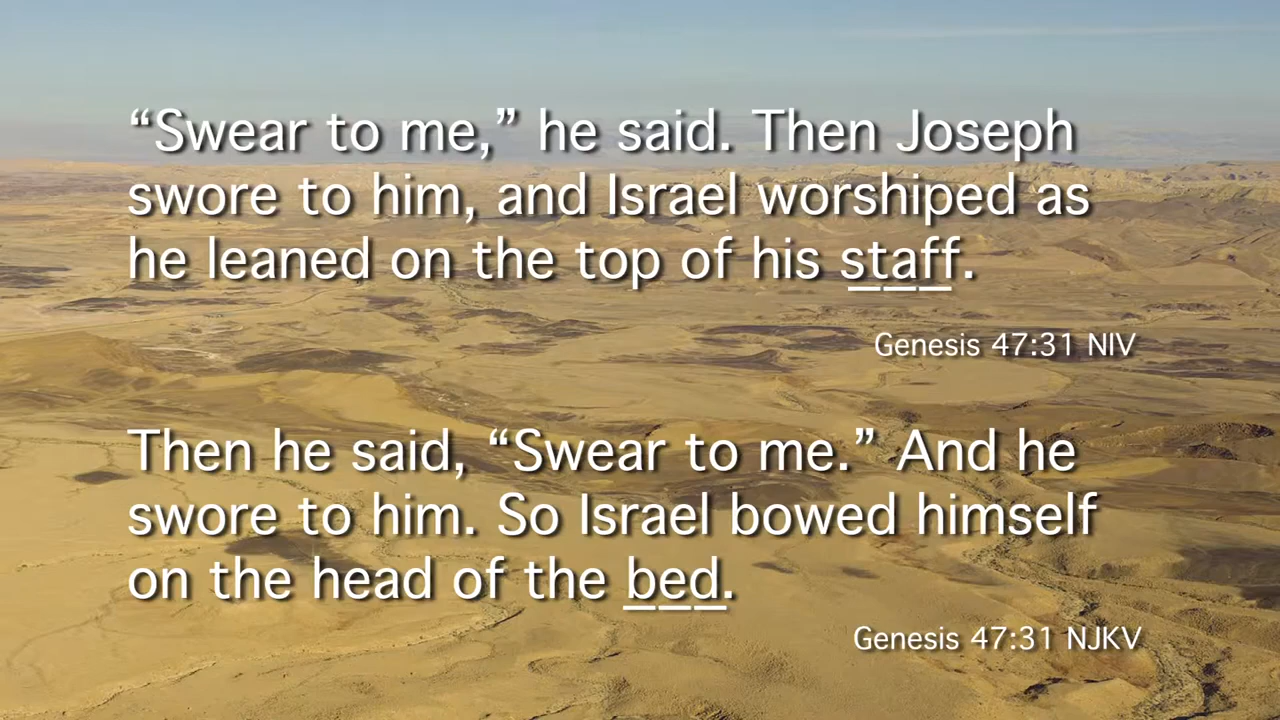 “Swear to me,” he said. Then Joseph
swore to him, and Israel worshiped as
he leaned on the top of his staff.
Genesis 47:31 NIV
Then he said, “Swear to me.” And he
swore to him. So Israel bowed himself
on the head of the bed.
Genesis 47:31 NJKV